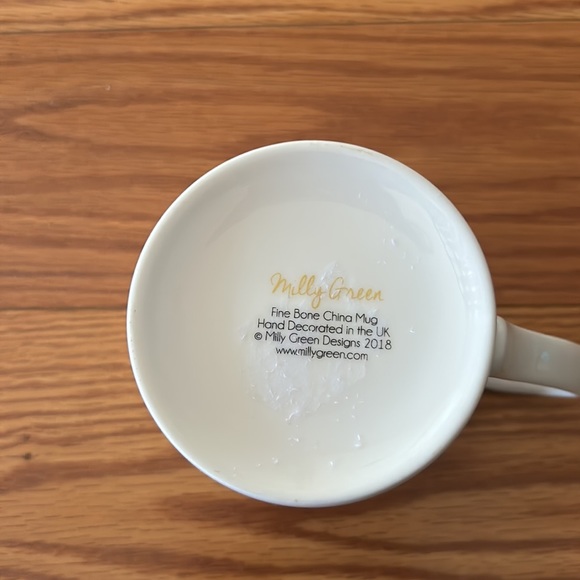 Milly Green
Fine Bone China Mug
Hand Decorated in the UK
© Milly Green Designs 2018
www.millygreen.com